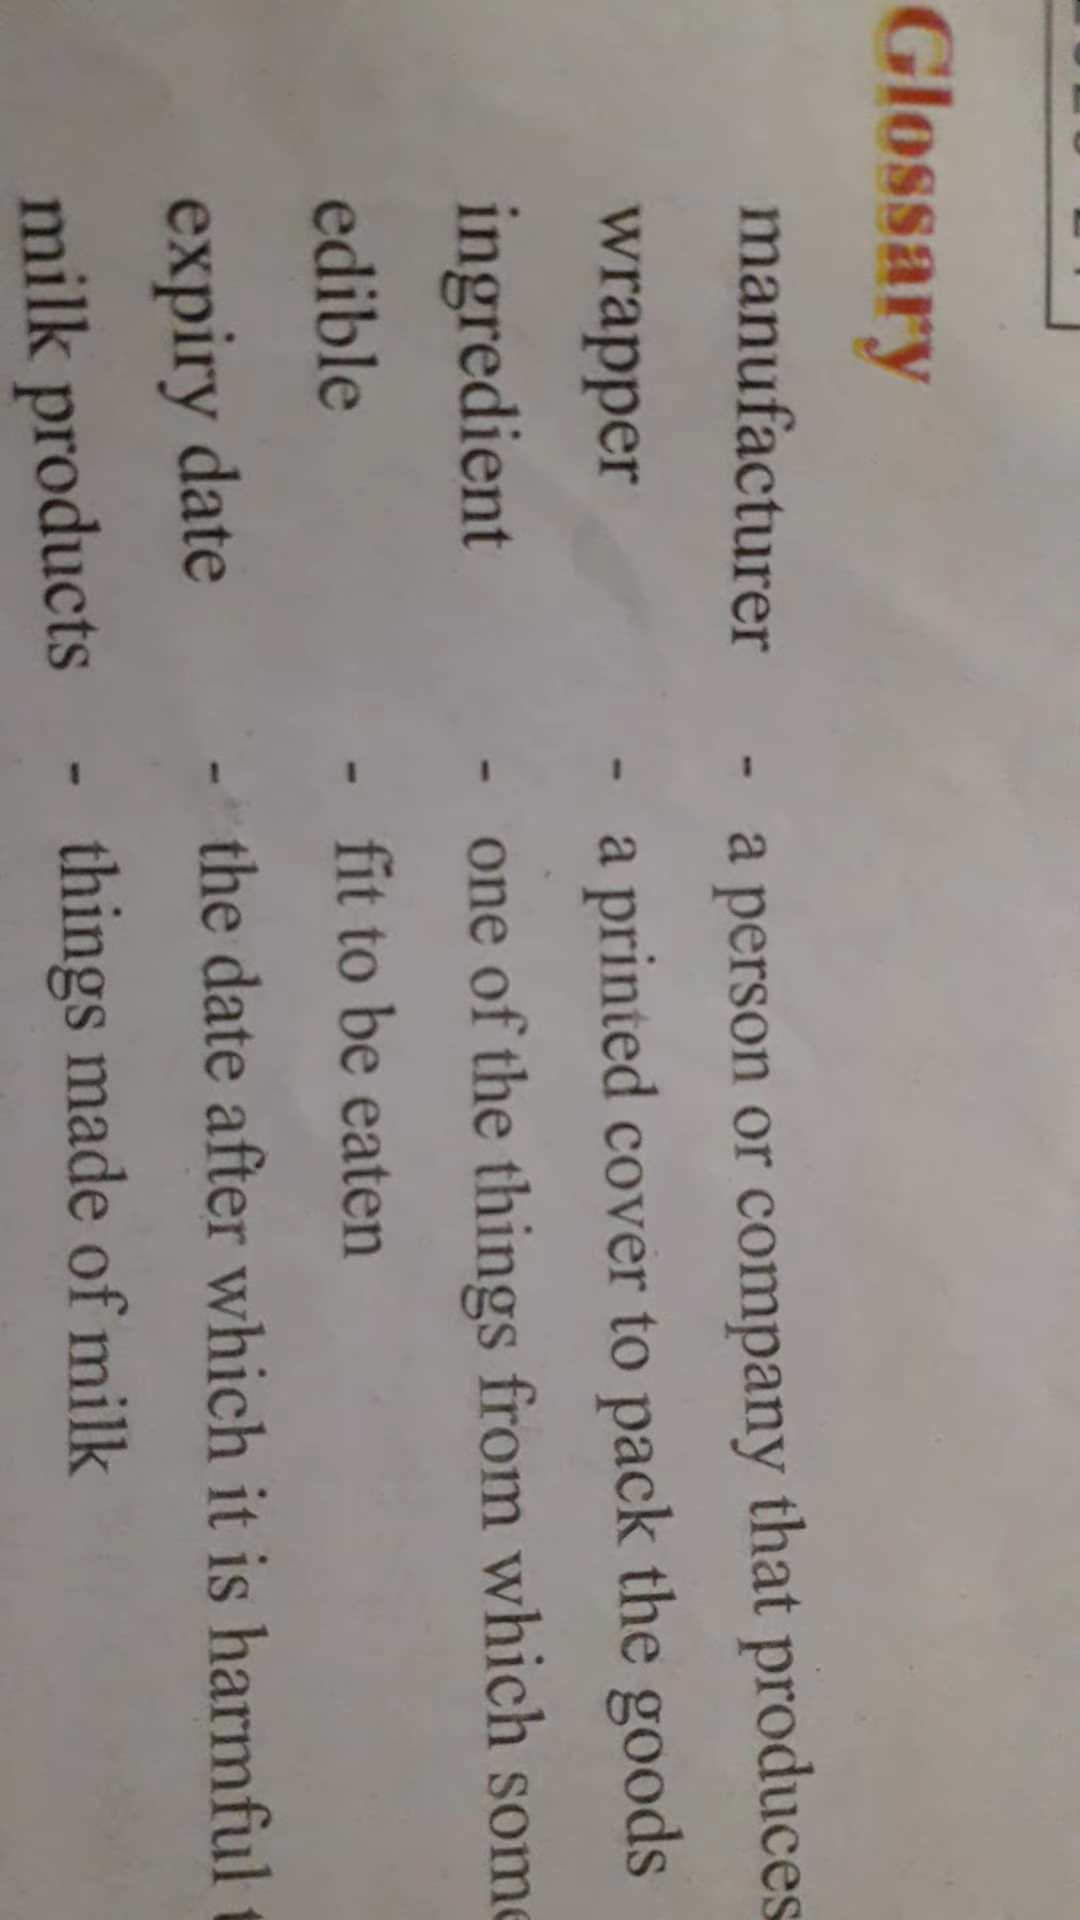 Glossary
manufacturer - a person or company that produces
wrapper - a printed cover to pack the goods
ingredient - one of the things from which
edible - fit to be eaten
expiry date - the date after which it is harmful
milk products - things made of milk